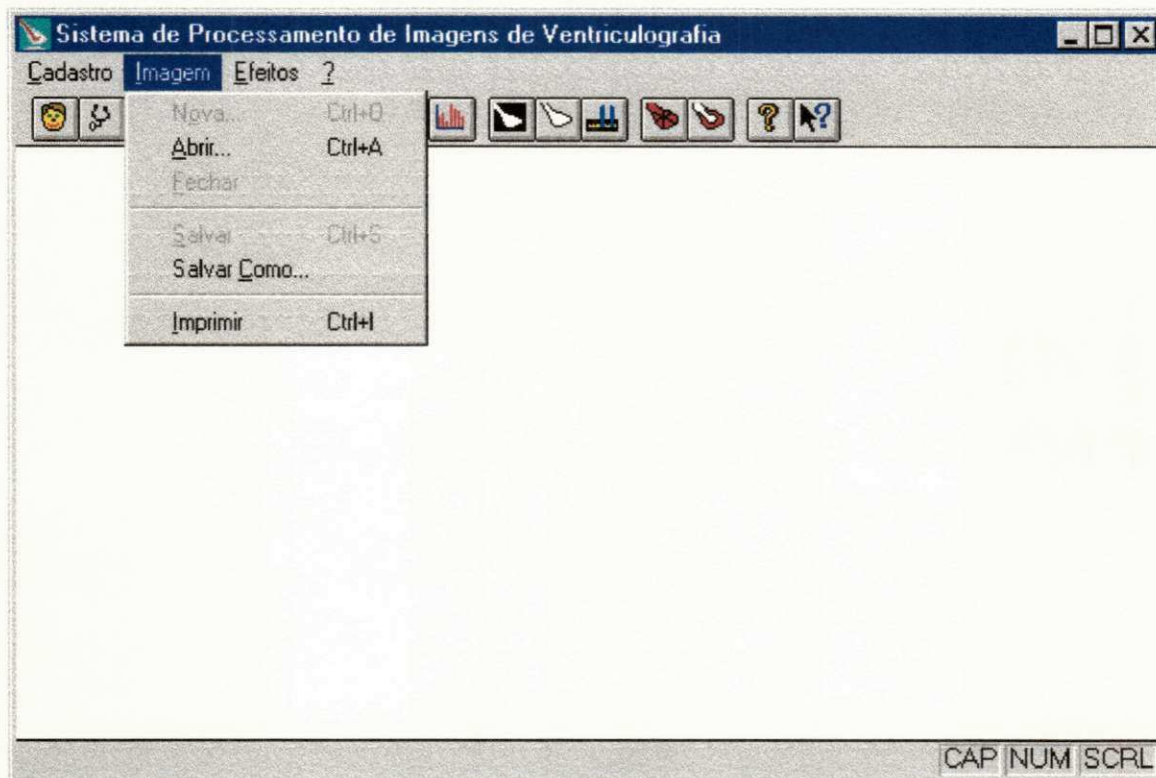 Sistema de Processamento de Imagens de Ventriculografia
Cadastro Imagem Efeitos ?
Nova... Ctrl+O
Abrir... Ctrl+A
Fechar
Salvar Ctrl+S
Salvar Como...
Imprimir Ctrl+I
CAP NUM SCRL